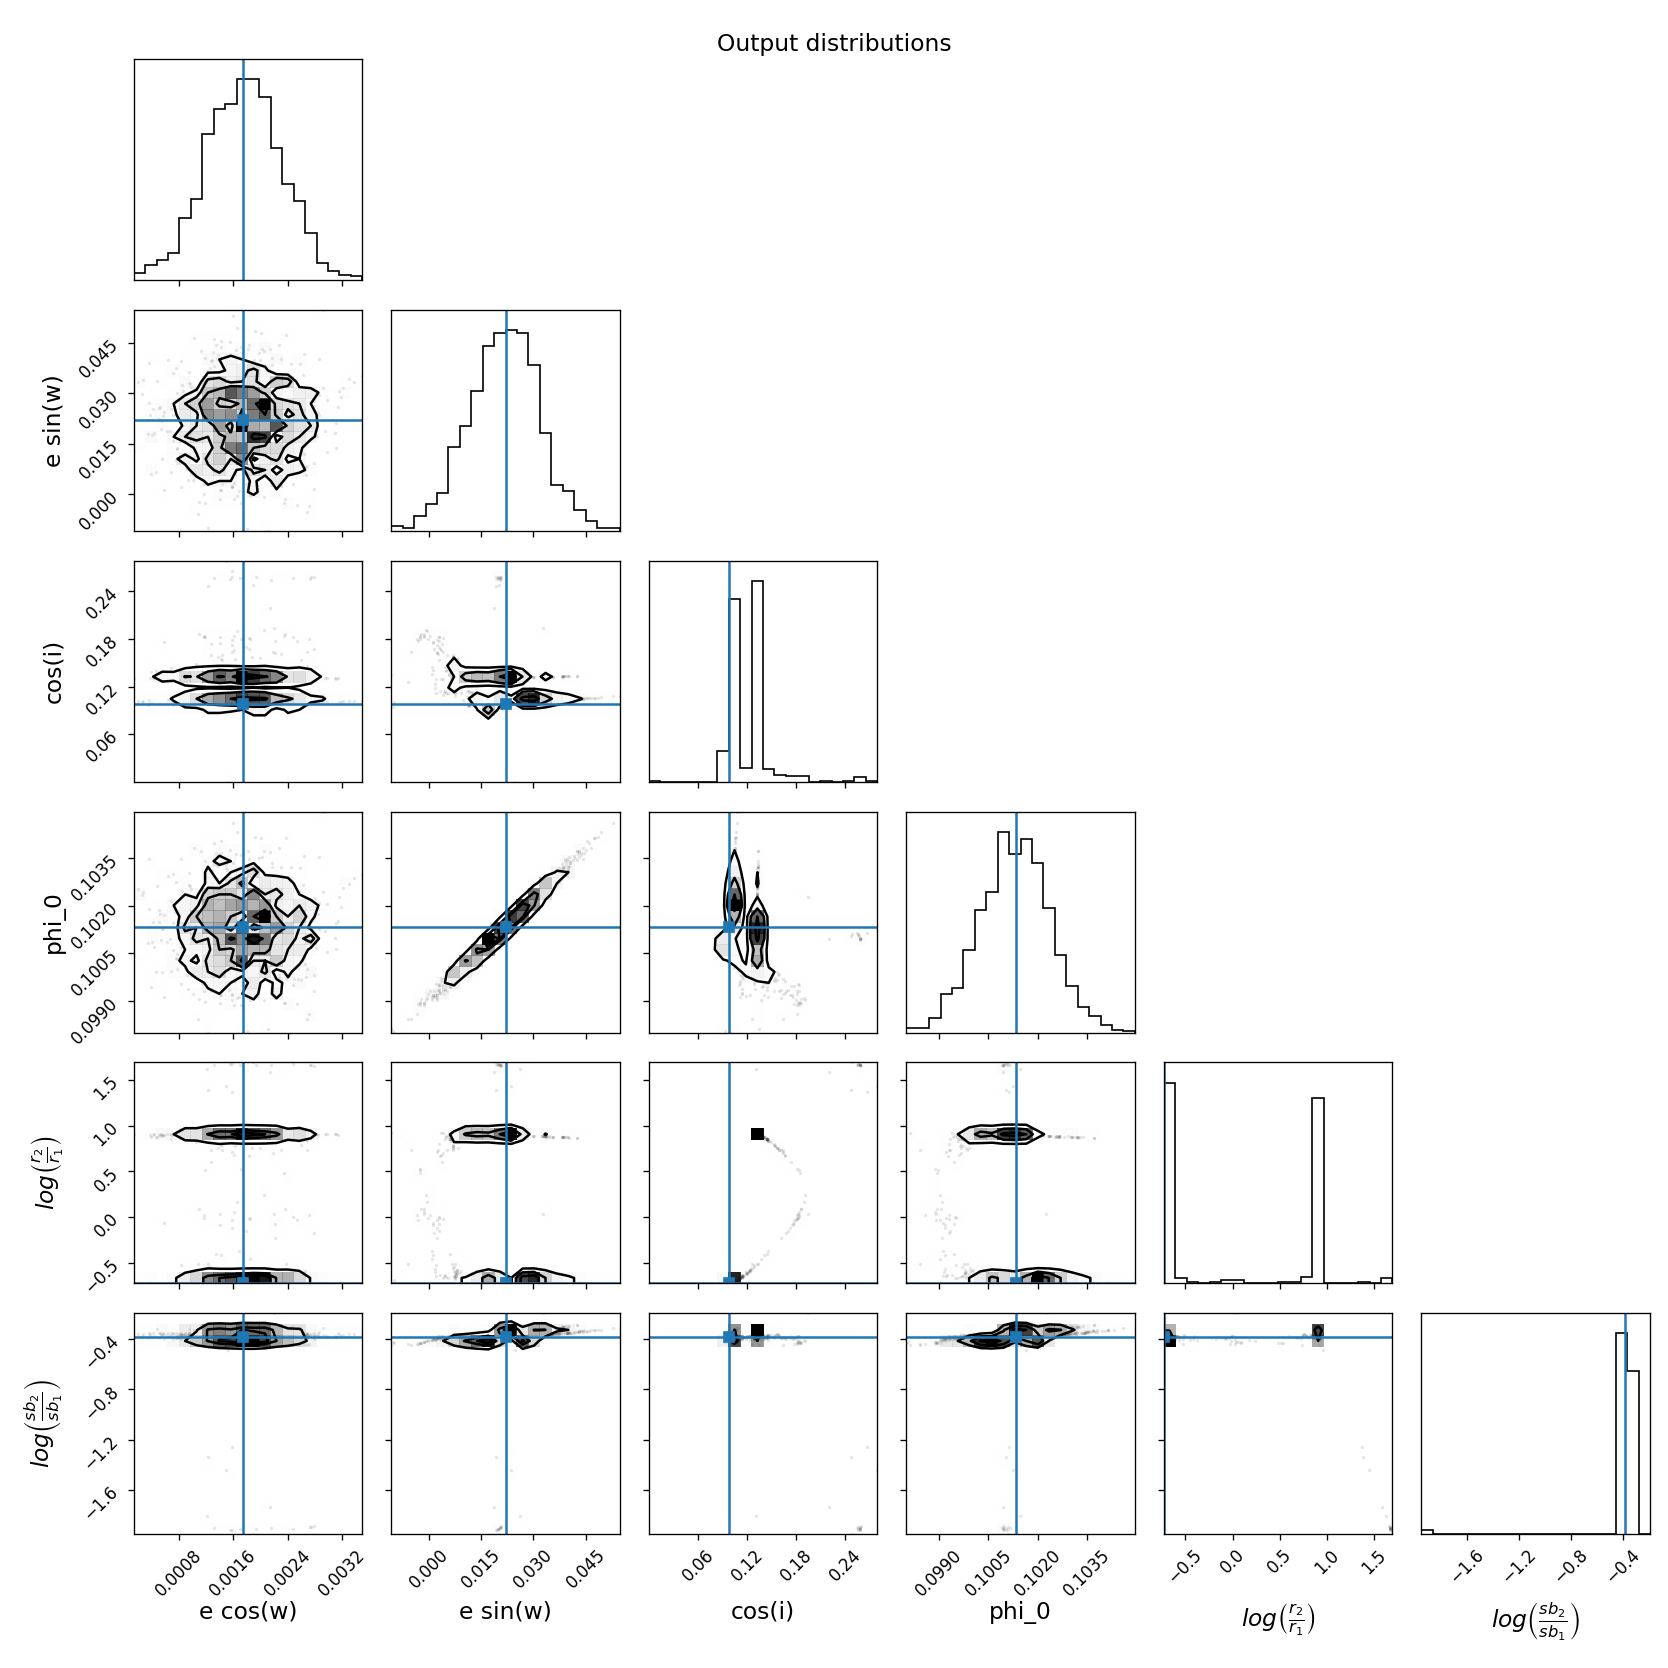 Output distributions
e sin(w)
0.045
0.030
0.015
0.000
cos(i)
0.24
0.18
0.12
0.06
phi_0
0.1035
0.1020
0.1005
0.0990
log(r₂/r₁)
1.5
1.0
0.5
0.0
−0.5
log(sb₂/sb₁)
−0.4
−0.8
−1.2
−1.6
0.0008 0.0016 0.0024 0.0032
e cos(w)
0.000 0.015 0.030 0.045
e sin(w)
0.06 0.12 0.18 0.24
cos(i)
0.0990 0.1005 0.1020 0.1035
phi_0
−0.5 0.0 0.5 1.0 1.5
log(r₂/r₁)
−1.6 −1.2 −0.8 −0.4
log(sb₂/sb₁)